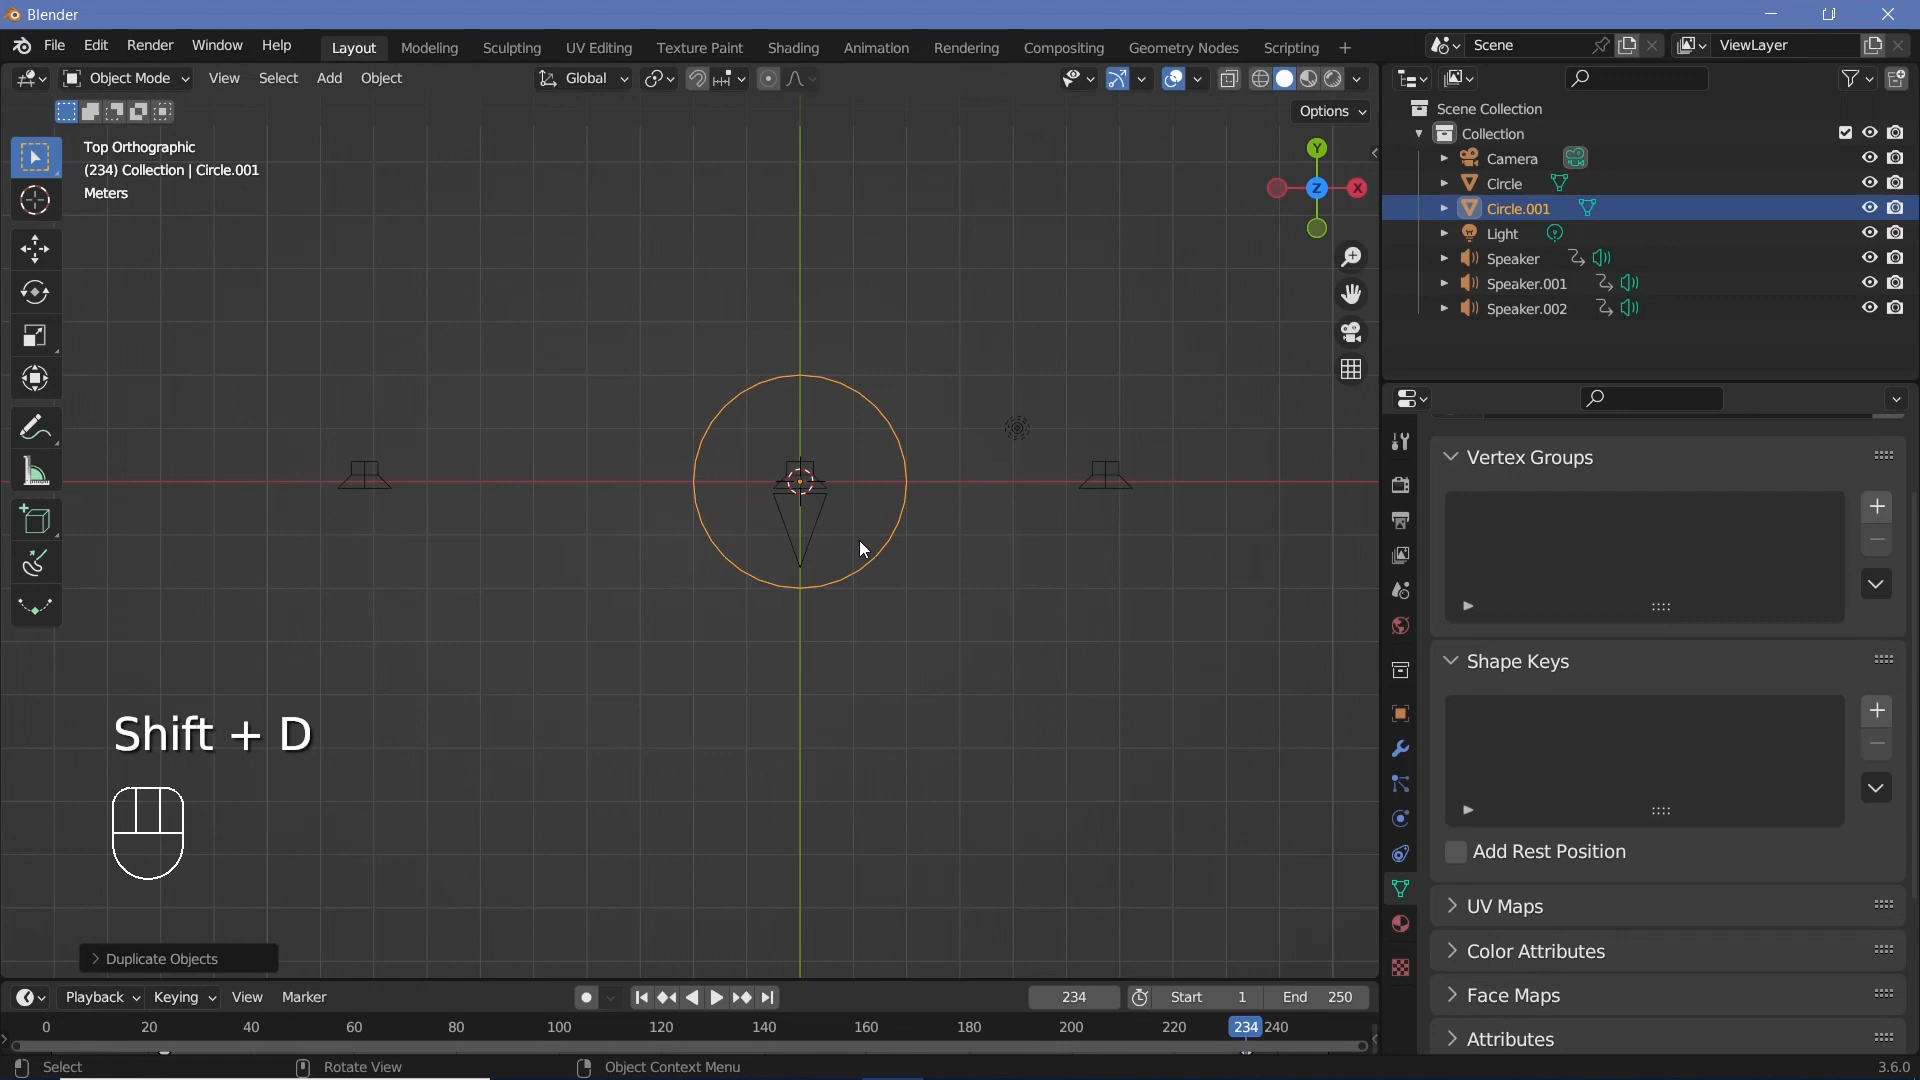 Blender
File Edit Render Window Help
Layout Modeling Sculpting UV Editing Texture Paint Shading Animation Rendering Compositing Geometry Nodes Scripting +
Scene
ViewLayer
Object Mode View Select Add Object
Global
Options
Top Orthographic
(234) Collection | Circle.001
Meters
Y
Z
X
Scene Collection
Collection
Camera
Circle
Circle.001
Light
Speaker
Speaker.001
Speaker.002
Vertex Groups
Shape Keys
Add Rest Position
UV Maps
Color Attributes
Face Maps
Attributes
Shift + D
Duplicate Objects
Playback Keying View Marker
234
Start 1
End 250
0 20 40 60 80 100 120 140 160 180 200 220 234 240
Select
Rotate View
Object Context Menu
3.6.0